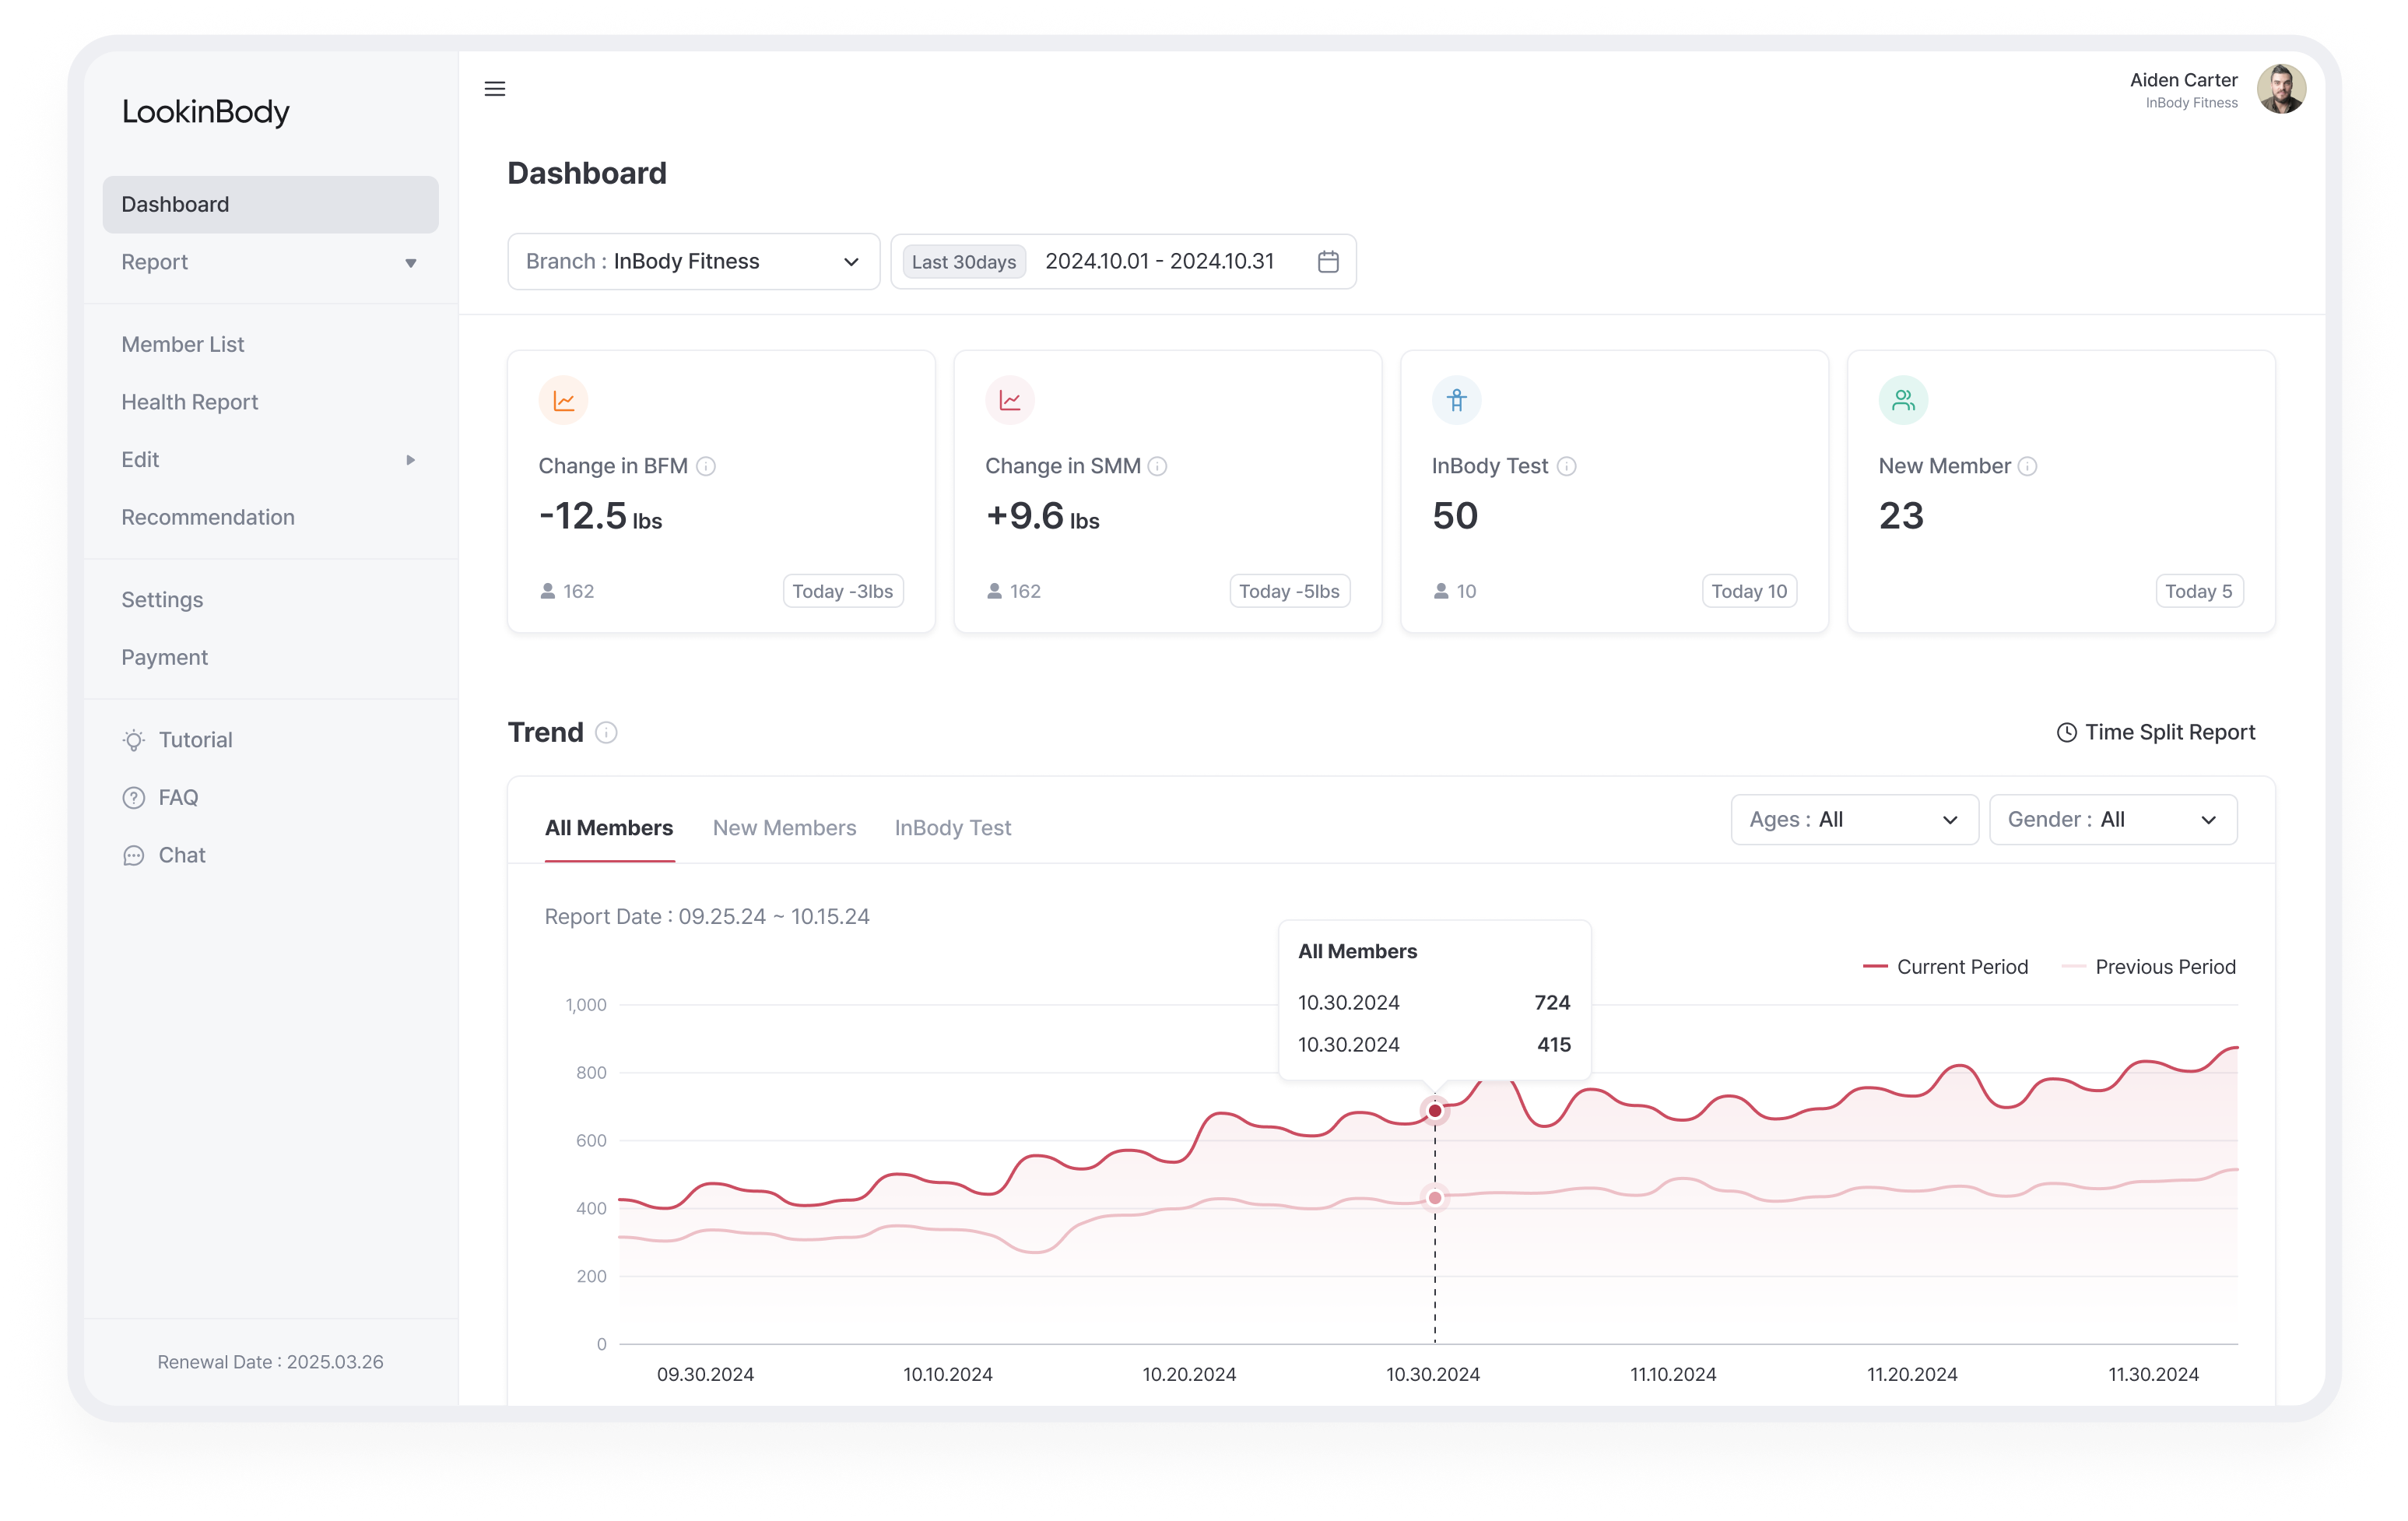 LookinBody
Dashboard
Report
Member List
Health Report
Edit
Recommendation
Settings
Payment
Tutorial
FAQ
Chat
Renewal Date : 2025.03.26
Aiden Carter
InBody Fitness
Dashboard
Branch : InBody Fitness
Last 30days 2024.10.01 - 2024.10.31
Change in BFM
-12.5 lbs
162
Today -3lbs
Change in SMM
+9.6 lbs
162
Today -5lbs
InBody Test
50
10
Today 10
New Member
23
Today 5
Trend
Time Split Report
All Members New Members InBody Test
Ages : All
Gender : All
Report Date : 09.25.24 ~ 10.15.24
Current Period Previous Period
All Members
10.30.2024 724
10.30.2024 415
1,000
800
600
400
200
0
09.30.2024 10.10.2024 10.20.2024 10.30.2024 11.10.2024 11.20.2024 11.30.2024